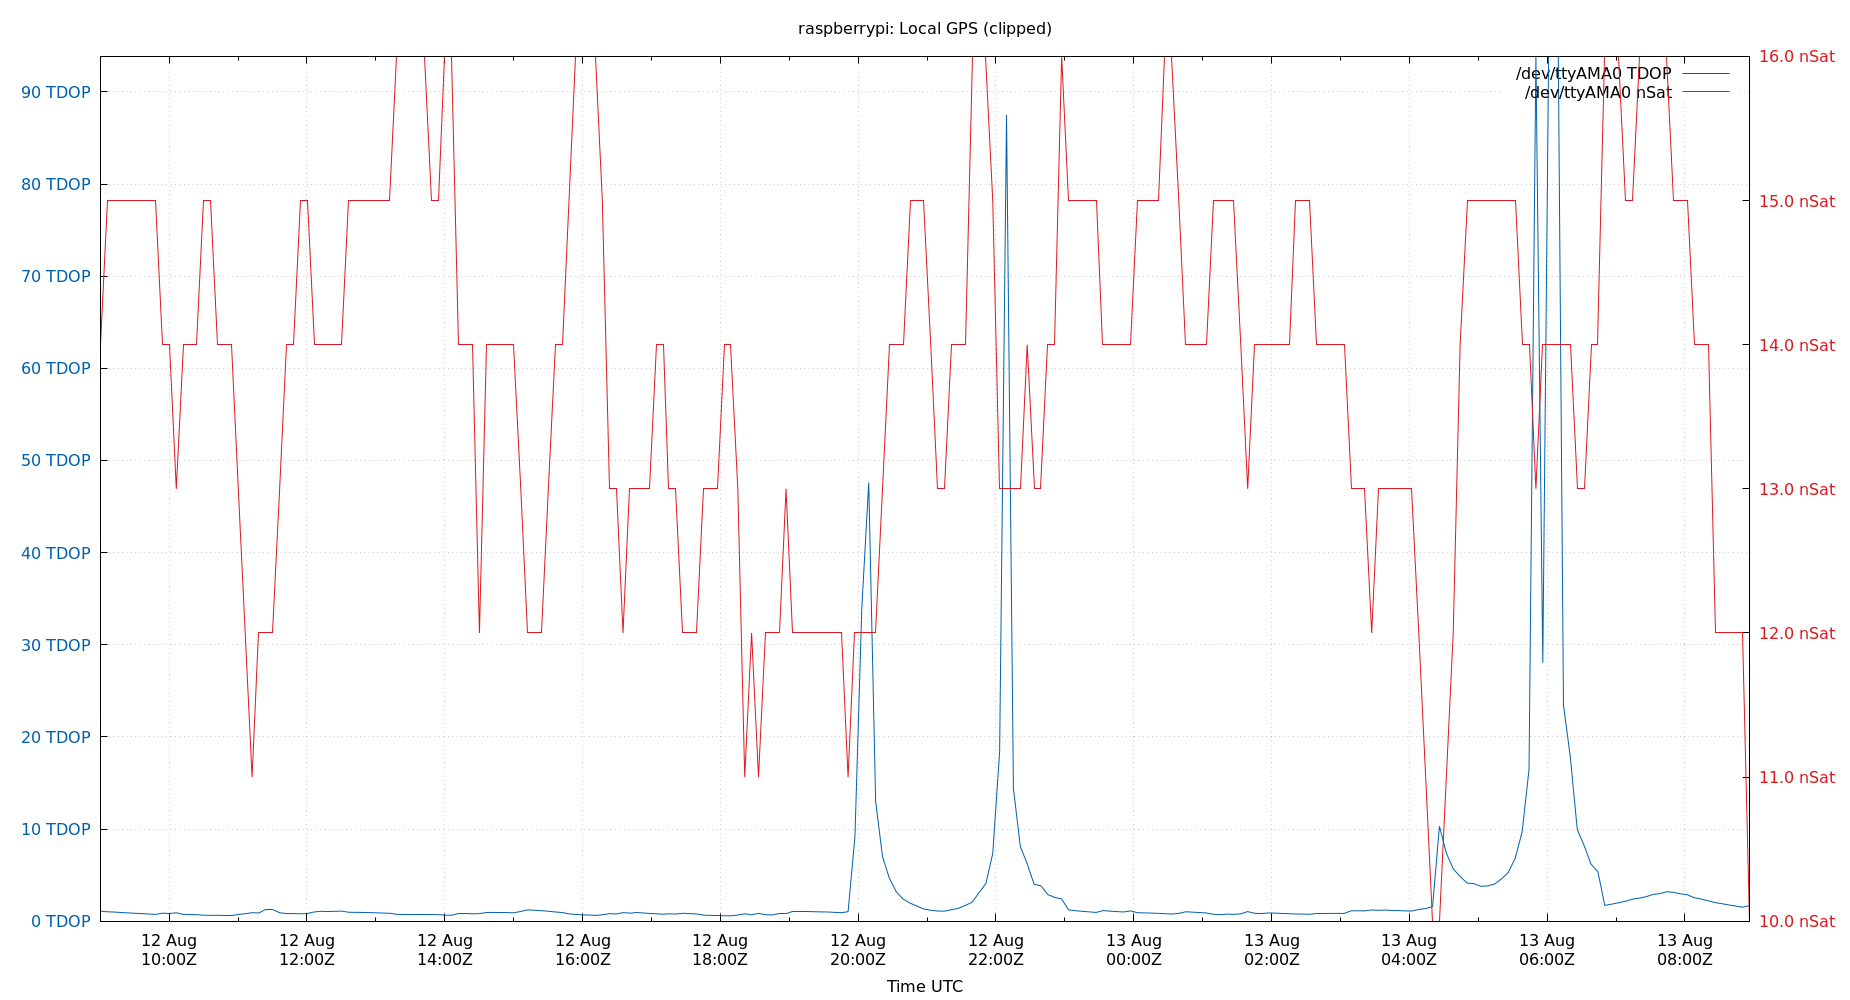 raspberrypi: Local GPS (clipped)
16.0 nSat
/dev/ttyAMA0 TDOP
/dev/ttyAMA0 nSat
90 TDOP
80 TDOP
15.0 nSat
70 TDOP
14.0 nSat
60 TDOP
50 TDOP
13.0 nSat
40 TDOP
30 TDOP
12.0 nSat
20 TDOP
11.0 nSat
10 TDOP
0 TDOP
10.0 nSat
12 Aug
10:00Z
12 Aug
12:00Z
12 Aug
14:00Z
12 Aug
16:00Z
12 Aug
18:00Z
12 Aug
20:00Z
12 Aug
22:00Z
13 Aug
00:00Z
13 Aug
02:00Z
13 Aug
04:00Z
13 Aug
06:00Z
13 Aug
08:00Z
Time UTC